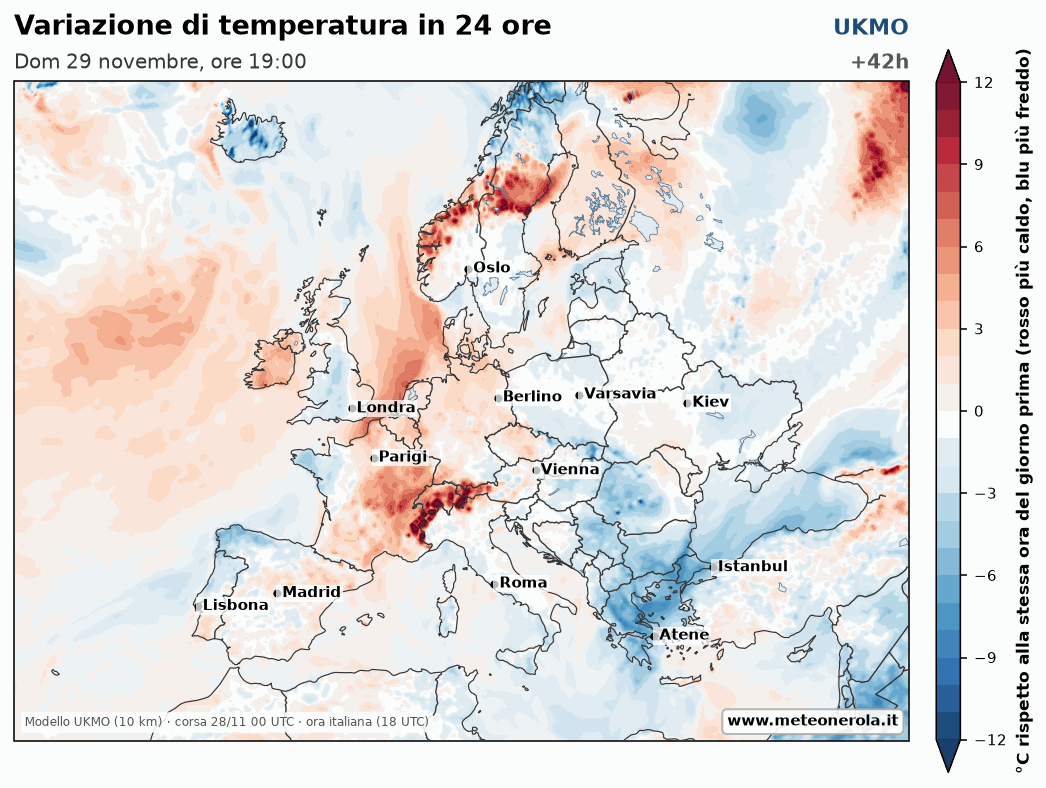 Variazione di temperatura in 24 ore
UKMO
Dom 29 novembre, ore 19:00
+42h
Oslo
Londra
Berlino
Varsavia
Kiev
Parigi
Vienna
Istanbul
Madrid
Roma
Lisbona
Atene
Modello UKMO (10 km) · corsa 28/11 00 UTC · ora italiana (18 UTC)
www.meteonerola.it
12
9
6
3
0
−3
−6
−9
−12
°C rispetto alla stessa ora del giorno prima (rosso più caldo, blu più freddo)